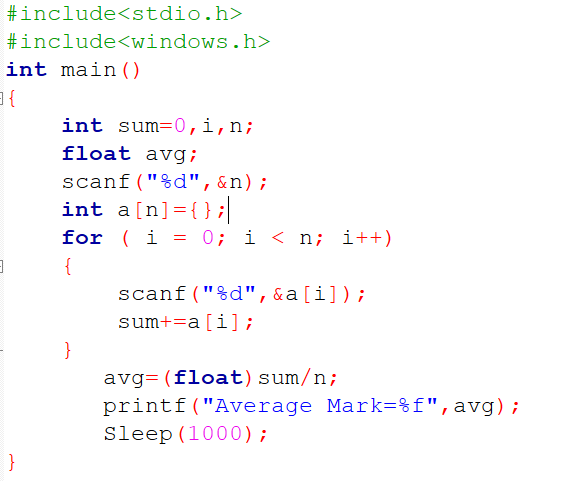 #include<stdio.h>
#include<windows.h>
int main()
{
    int sum=0,i,n;
    float avg;
    scanf("%d",&n);
    int a[n]={};
    for ( i = 0; i < n; i++)
    {
        scanf("%d",&a[i]);
        sum+=a[i];
    }
       avg=(float)sum/n;
       printf("Average Mark=%f",avg);
       Sleep(1000);
}